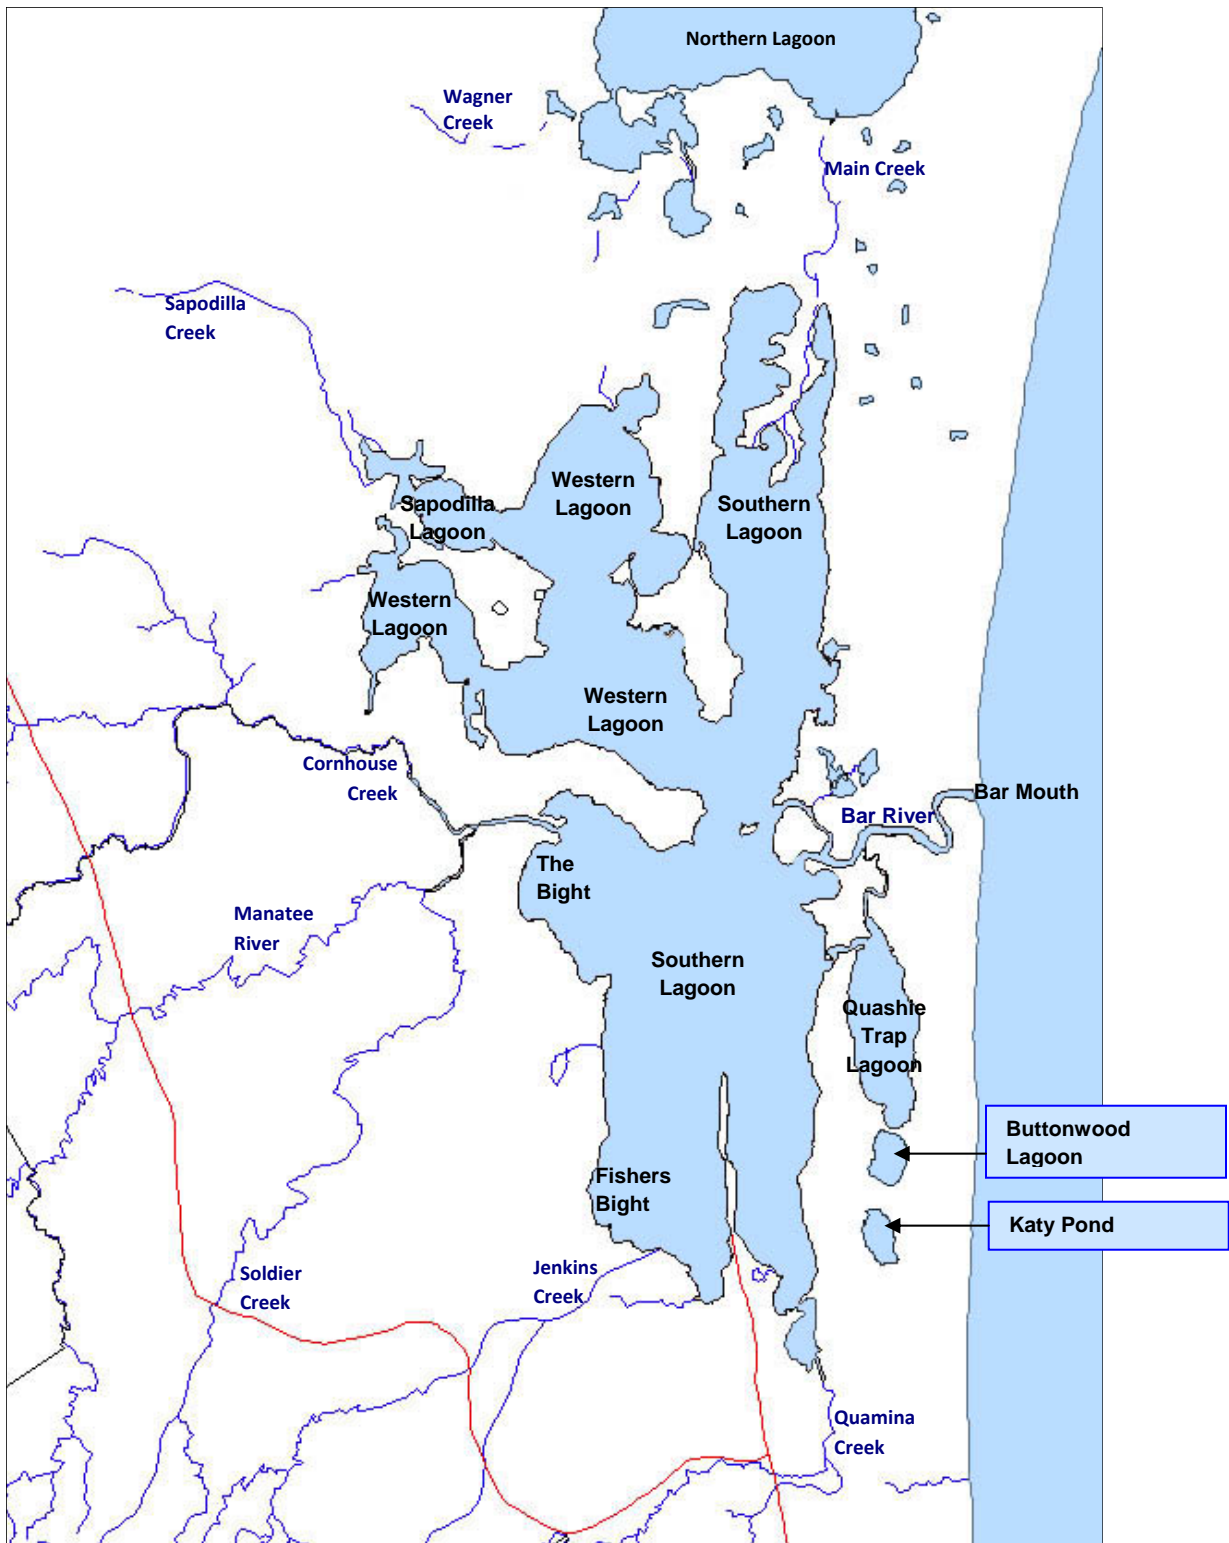 Northern Lagoon
Wagner
Creek
Main Creek
Sapodilla
Creek
Western
Lagoon
Sapodilla
Lagoon
Southern
Lagoon
Western
Lagoon
Western
Lagoon
Cornhouse
Creek
Bar Mouth
Bar River
The
Bight
Manatee
River
Southern
Lagoon
Quashie
Trap
Lagoon
Buttonwood
Lagoon
Fishers
Bight
Katy Pond
Soldier
Creek
Jenkins
Creek
Quamina
Creek